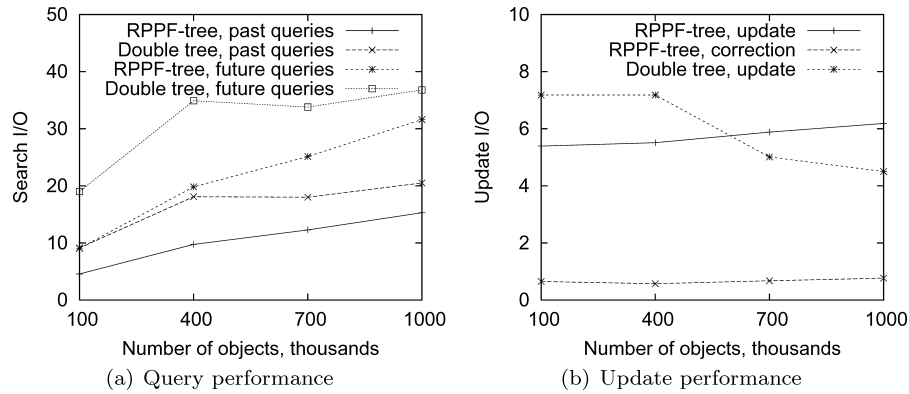 50
40
30
20
10
0
Search I/O
RPPF-tree, past queries
Double tree, past queries
RPPF-tree, future queries
Double tree, future queries
100 400 700 1000
Number of objects, thousands
(a) Query performance
10
8
6
4
2
0
Update I/O
RPPF-tree, update
RPPF-tree, correction
Double tree, update
100 400 700 1000
Number of objects, thousands
(b) Update performance